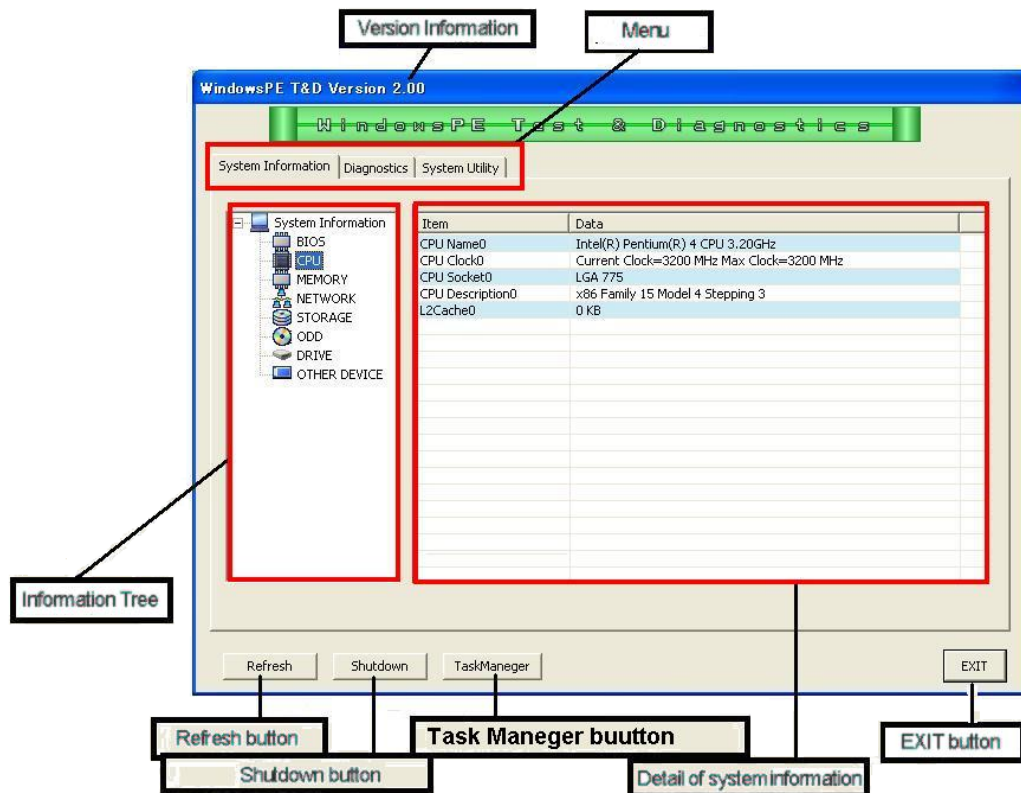 Version Information
Menu
WindowsPE T&D Version 2.00
WindowsPE Test & Diagnostics
System Information Diagnostics System Utility
System Information
BIOS
CPU
MEMORY
NETWORK
STORAGE
ODD
DRIVE
OTHER DEVICE
Item Data
CPU Name0 Intel(R) Pentium(R) 4 CPU 3.20GHz
CPU Clock0 Current Clock=3200 MHz Max Clock=3200 MHz
CPU Socket0 LGA 775
CPU Description0 x86 Family 15 Model 4 Stepping 3
L2Cache0 0 KB
Information Tree
Refresh Shutdown TaskManeger EXIT
Refresh button
Task Maneger buutton
EXIT button
Shutdown button
Detail of system information